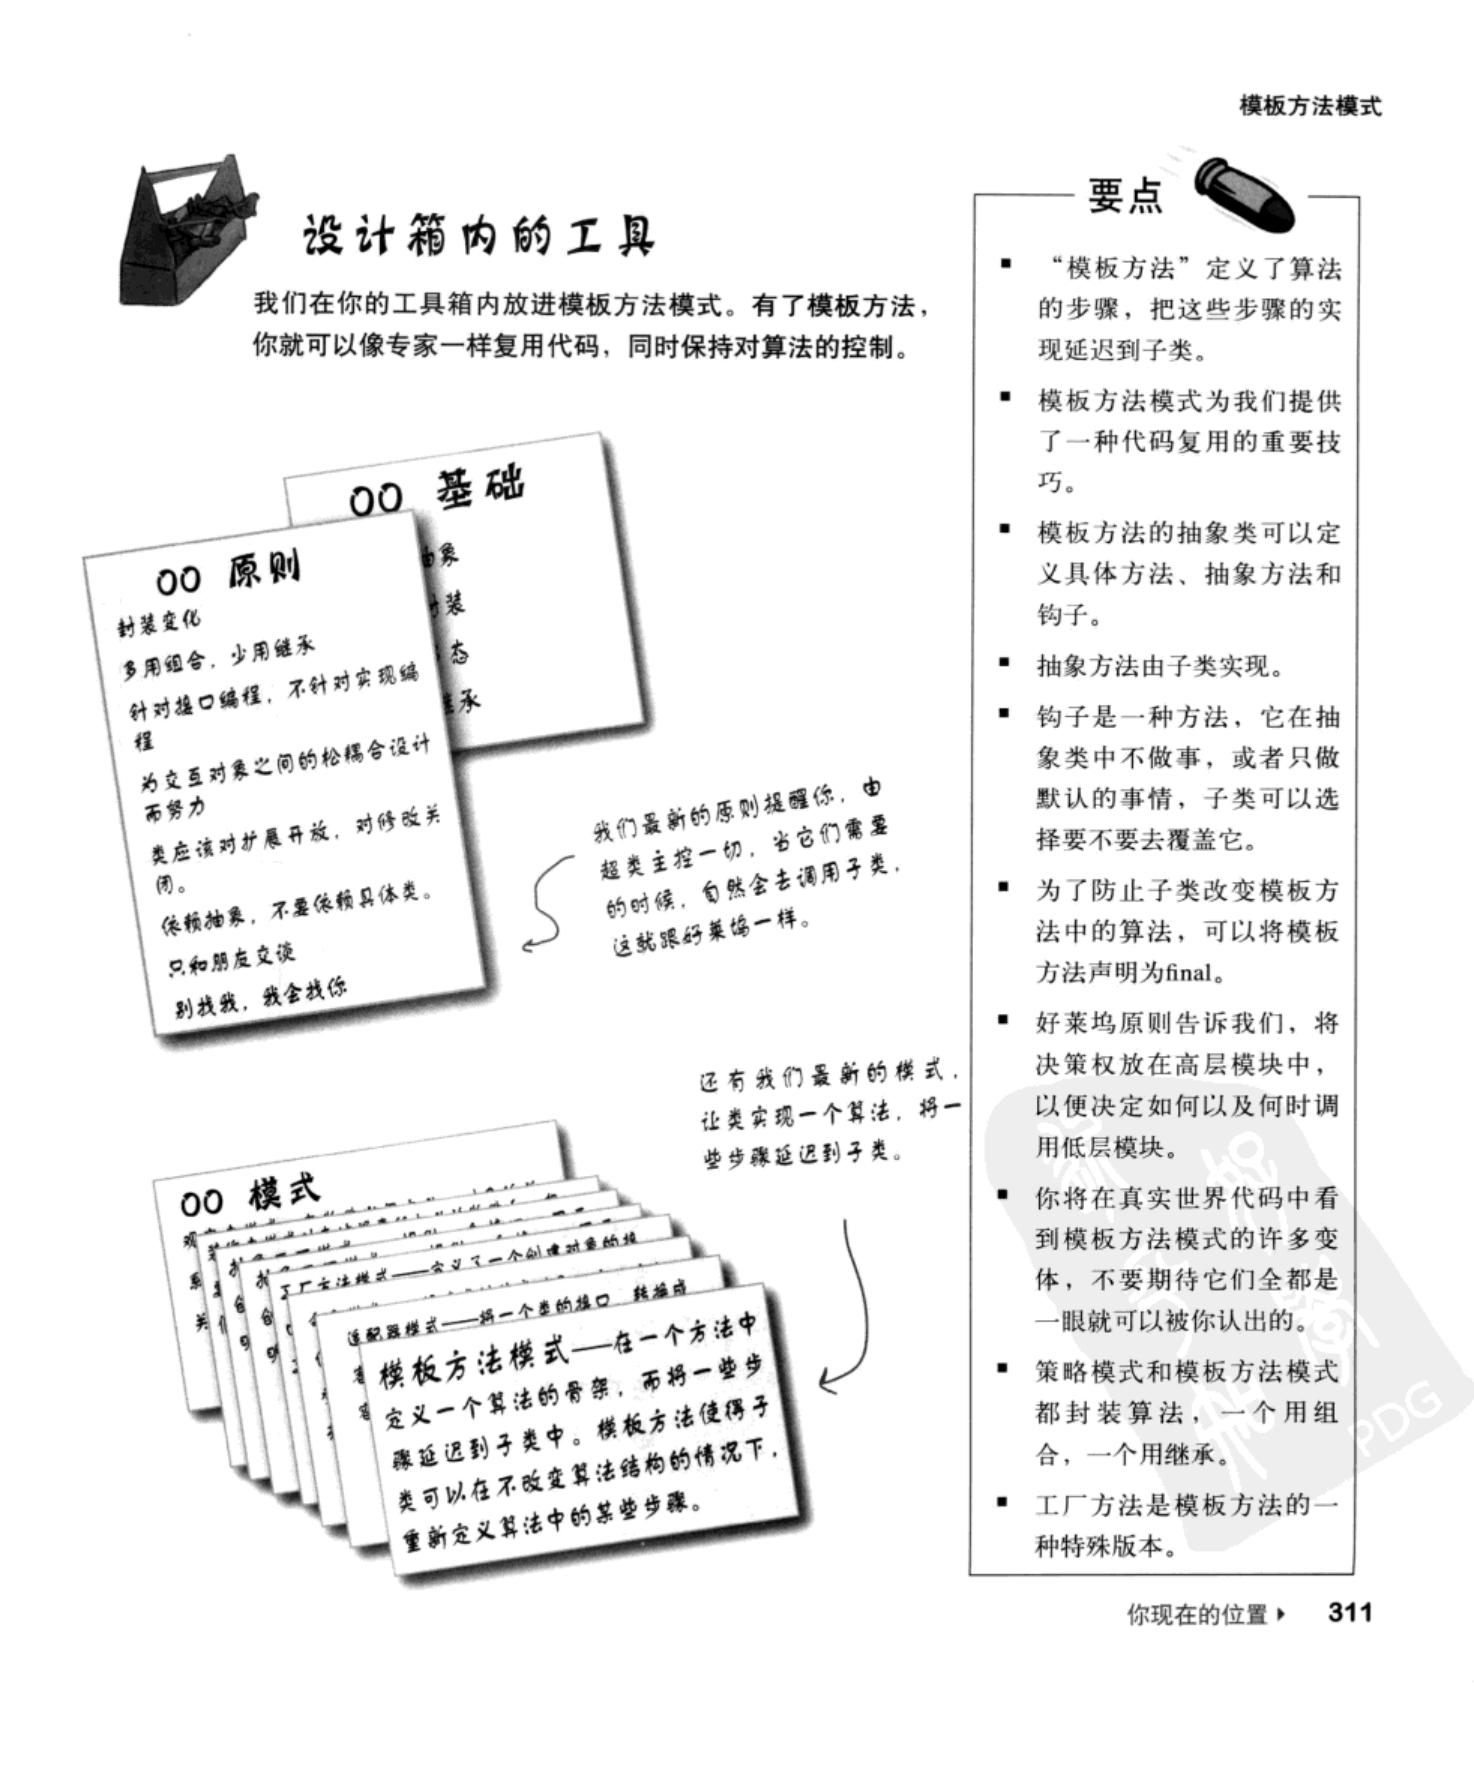 模板方法模式
设计箱内的工具
我们在你的工具箱内放进模板方法模式。有了模板方法，
你就可以像专家一样复用代码，同时保持对算法的控制。
OO 基础
象
装
态
承
OO 原则
封装变化
多用组合，少用继承
针对接口编程，不针对实现编
程
为交互对象之间的松耦合设计
而努力
类应该对扩展开放，对修改关
闭。
依赖抽象，不要依赖具体类。
只和朋友交谈
别找我，我会找你
我们最新的原则提醒你，由
超类主控一切，当它们需要
的时候，自然会去调用子类，
这就跟好莱坞一样。
还有我们最新的模式，
让类实现一个算法，将一
些步骤延迟到子类。
OO 模式
工厂方法模式——定义了一个创建对象的接
适配器模式——将一个类的接口，转换成
模板方法模式——在一个方法中
定义一个算法的骨架，而将一些步
骤延迟到子类中。模板方法使得子
类可以在不改变算法结构的情况下，
重新定义算法中的某些步骤。
要点
▪ “模板方法”定义了算法
的步骤，把这些步骤的实
现延迟到子类。
▪ 模板方法模式为我们提供
了一种代码复用的重要技
巧。
▪ 模板方法的抽象类可以定
义具体方法、抽象方法和
钩子。
▪ 抽象方法由子类实现。
▪ 钩子是一种方法，它在抽
象类中不做事，或者只做
默认的事情，子类可以选
择要不要去覆盖它。
▪ 为了防止子类改变模板方
法中的算法，可以将模板
方法声明为final。
▪ 好莱坞原则告诉我们，将
决策权放在高层模块中，
以便决定如何以及何时调
用低层模块。
▪ 你将在真实世界代码中看
到模板方法模式的许多变
体，不要期待它们全都是
一眼就可以被你认出的。
▪ 策略模式和模板方法模式
都封装算法，一个用组
合，一个用继承。
▪ 工厂方法是模板方法的一
种特殊版本。
PDG
你现在的位置 ▸ 311